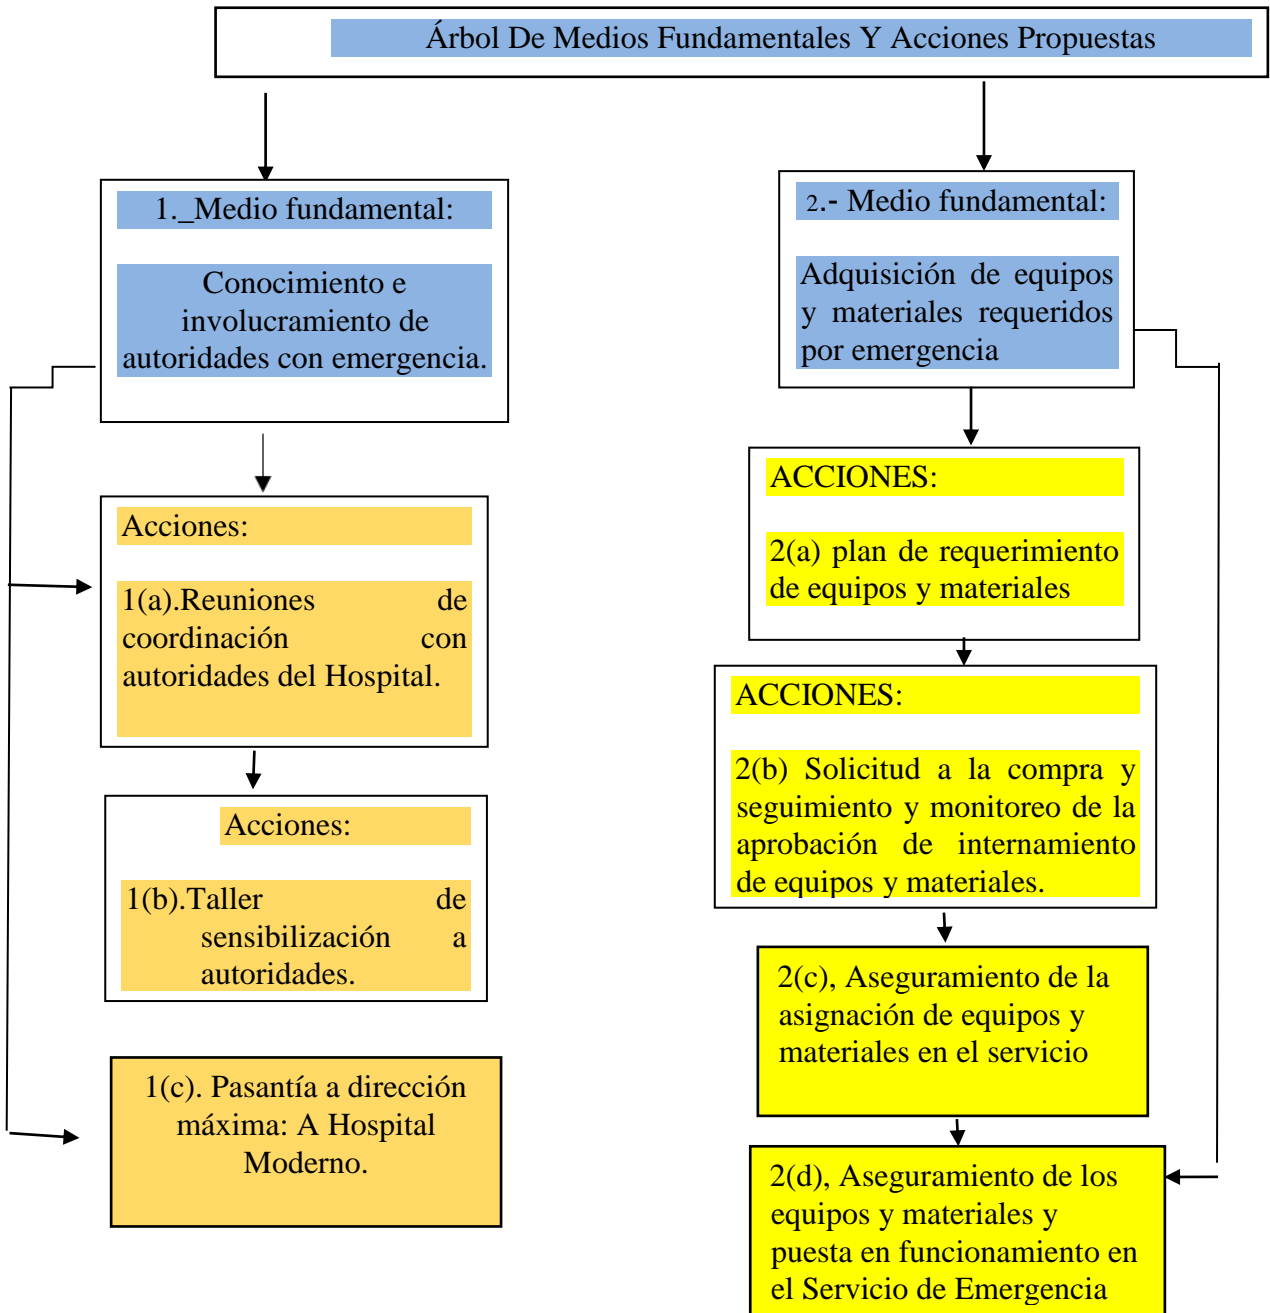 Árbol De Medios Fundamentales Y Acciones Propuestas
1._Medio fundamental:
Conocimiento e
involucramiento de
autoridades con emergencia.
Acciones:
1(a).Reuniones de
coordinación con
autoridades del Hospital.
Acciones:
1(b).Taller de
sensibilización a
autoridades.
1(c). Pasantía a dirección
máxima: A Hospital
Moderno.
2.- Medio fundamental:
Adquisición de equipos
y materiales requeridos
por emergencia
ACCIONES:
2(a) plan de requerimiento
de equipos y materiales
ACCIONES:
2(b) Solicitud a la compra y
seguimiento y monitoreo de la
aprobación de internamiento
de equipos y materiales.
2(c), Aseguramiento de la
asignación de equipos y
materiales en el servicio
2(d), Aseguramiento de los
equipos y materiales y
puesta en funcionamiento en
el Servicio de Emergencia